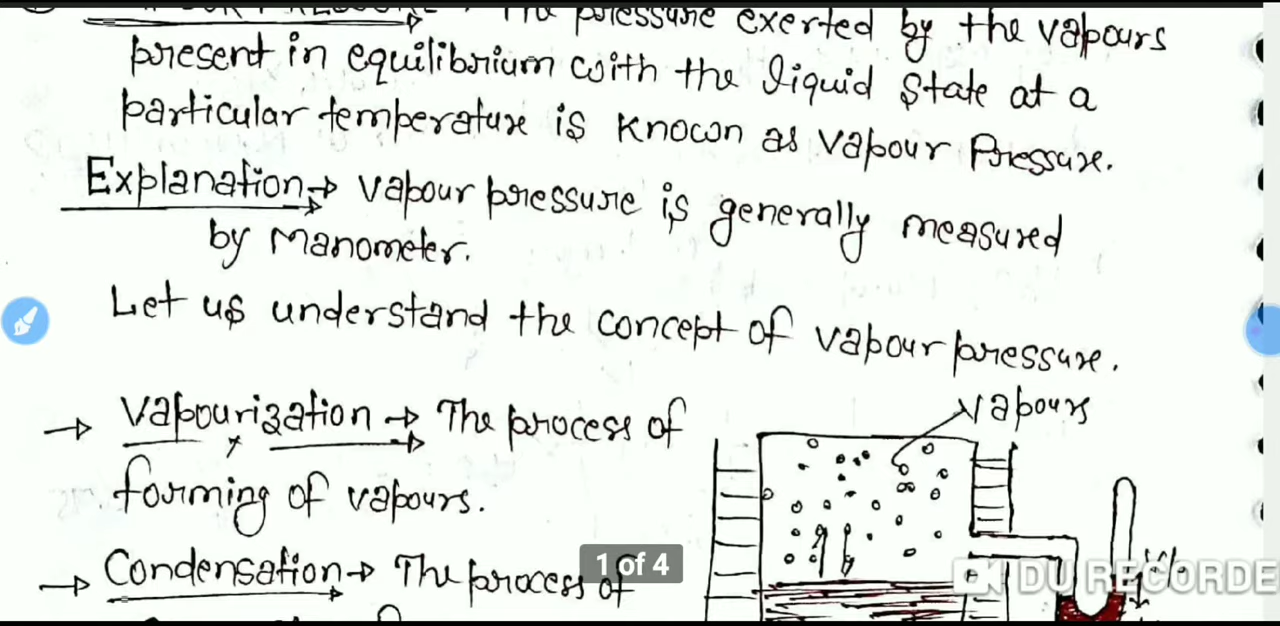 The pressure exerted by the vapours
present in equilibrium with the liquid state at a
particular temperature is known as vapour Pressure.
Explanation → vapour pressure is generally measured
by Manometer.
Let us understand the concept of vapour pressure.
vapours
→ Vapourization → The process of
forming of vapours.
→ Condensation → The process of
1 of 4
DU RECORDE